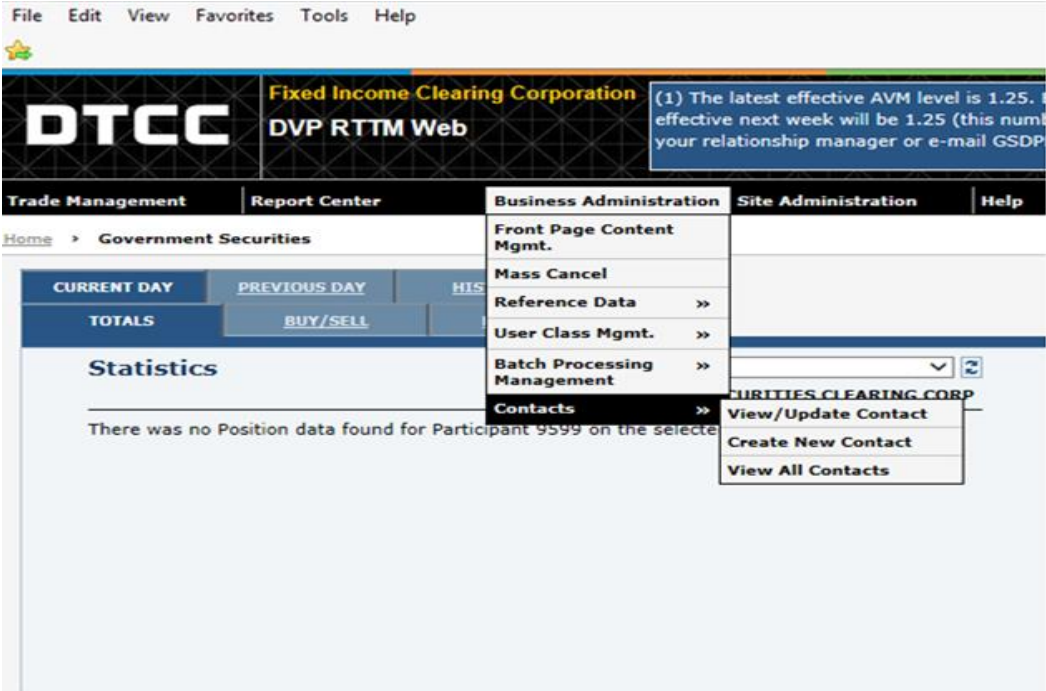 File Edit View Favorites Tools Help
DTCC
Fixed Income Clearing Corporation
DVP RTTM Web
(1) The latest effective AVM level is 1.25.
effective next week will be 1.25 (this numb
your relationship manager or e-mail GSDP
Trade Management Report Center Business Administration Site Administration Help
Home › Government Securities
Front Page Content
Mgmt.
Mass Cancel
Reference Data »
User Class Mgmt. »
Batch Processing »
Management
Contacts »
View/Update Contact
Create New Contact
View All Contacts
CURRENT DAY PREVIOUS DAY HIS
TOTALS BUY/SELL
Statistics
CURITIES CLEARING CORP
There was no Position data found for Participant 9599 on the selecte